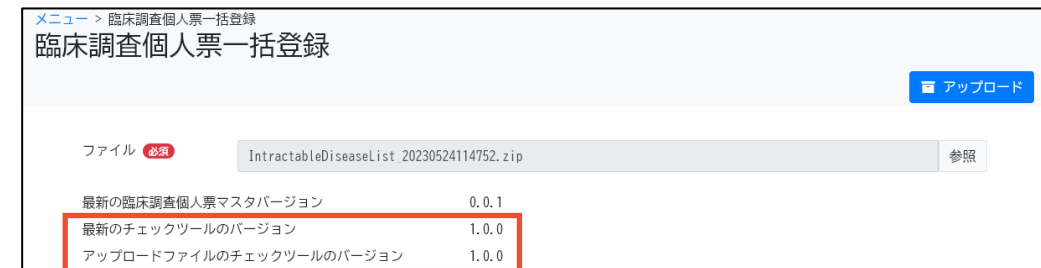 メニュー > 臨床調査個人票一括登録
臨床調査個人票一括登録
アップロード
ファイル 必須 IntractableDiseaseList_20230524114752.zip 参照
最新の臨床調査個人票マスタバージョン 0.0.1
最新のチェックツールのバージョン 1.0.0
アップロードファイルのチェックツールのバージョン 1.0.0